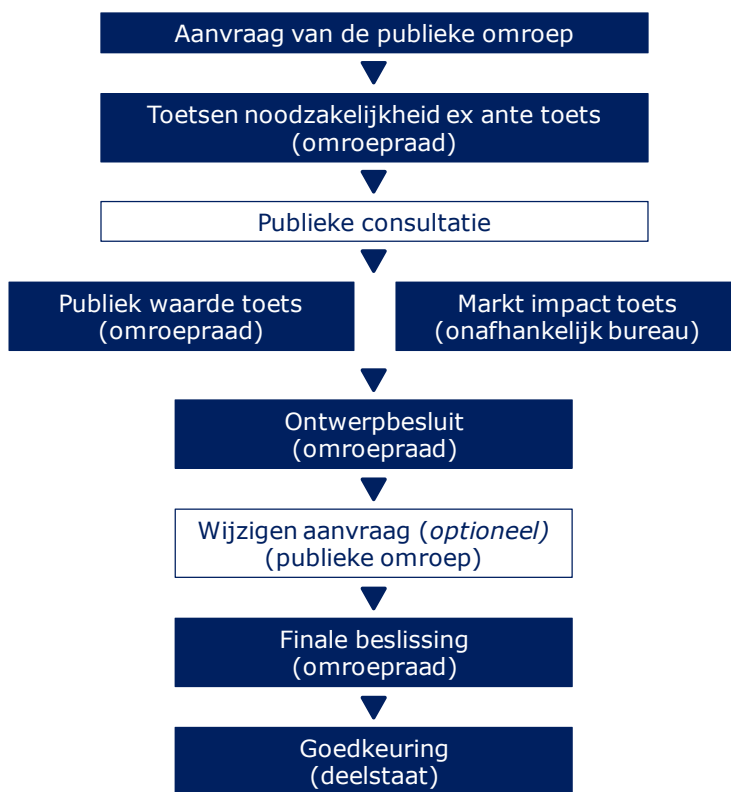 Aanvraag van de publieke omroep
Toetsen noodzakelijkheid ex ante toets
(omroepraad)
Publieke consultatie
Publiek waarde toets
(omroepraad)
Markt impact toets
(onafhankelijk bureau)
Ontwerpbesluit
(omroepraad)
Wijzigen aanvraag (optioneel)
(publieke omroep)
Finale beslissing
(omroepraad)
Goedkeuring
(deelstaat)